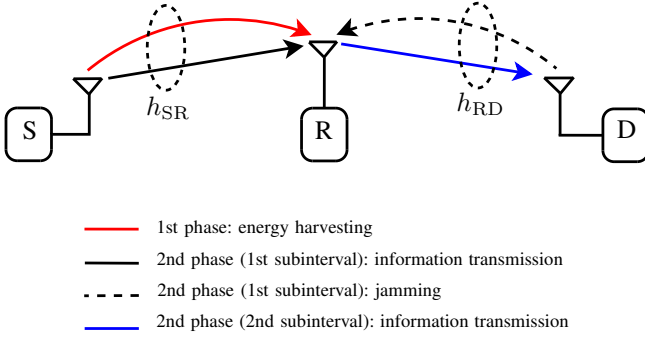 h_SR
h_RD
S
R
D
1st phase: energy harvesting
2nd phase (1st subinterval): information transmission
2nd phase (1st subinterval): jamming
2nd phase (2nd subinterval): information transmission